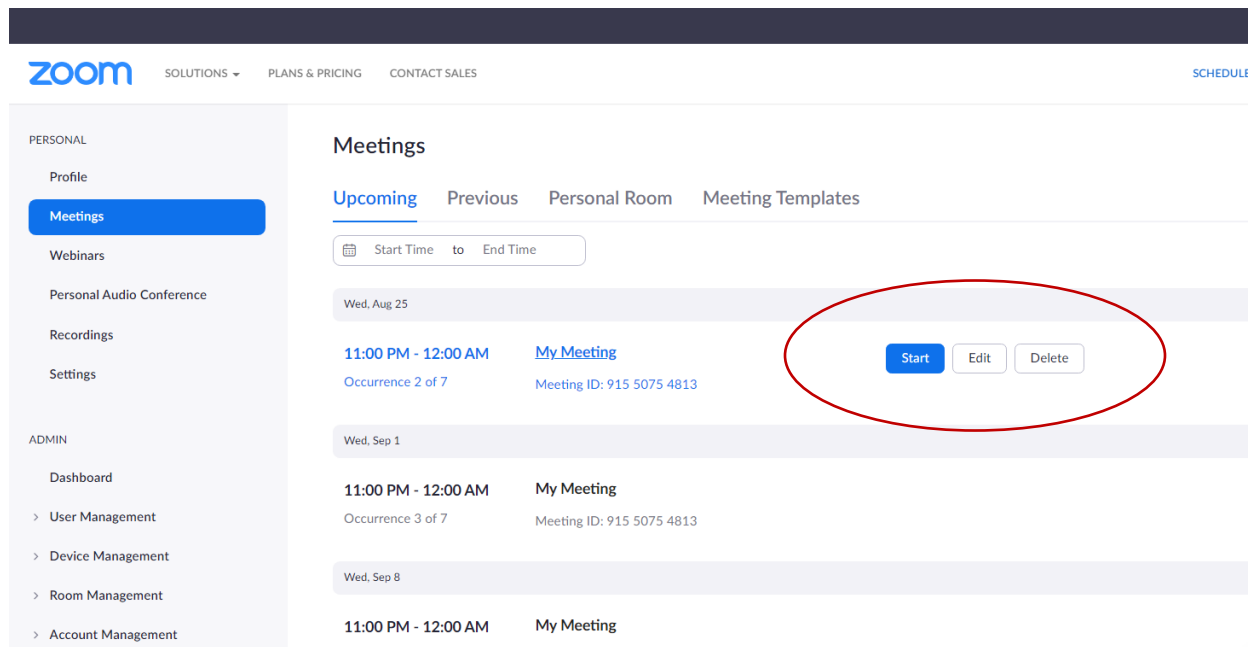 zoom SOLUTIONS PLANS & PRICING CONTACT SALES SCHEDULE
PERSONAL
Profile
Meetings
Webinars
Personal Audio Conference
Recordings
Settings
ADMIN
Dashboard
User Management
Device Management
Room Management
Account Management
Meetings
Upcoming Previous Personal Room Meeting Templates
Start Time to End Time
Wed, Aug 25
11:00 PM - 12:00 AM My Meeting Start Edit Delete
Occurrence 2 of 7 Meeting ID: 915 5075 4813
Wed, Sep 1
11:00 PM - 12:00 AM My Meeting
Occurrence 3 of 7 Meeting ID: 915 5075 4813
Wed, Sep 8
11:00 PM - 12:00 AM My Meeting